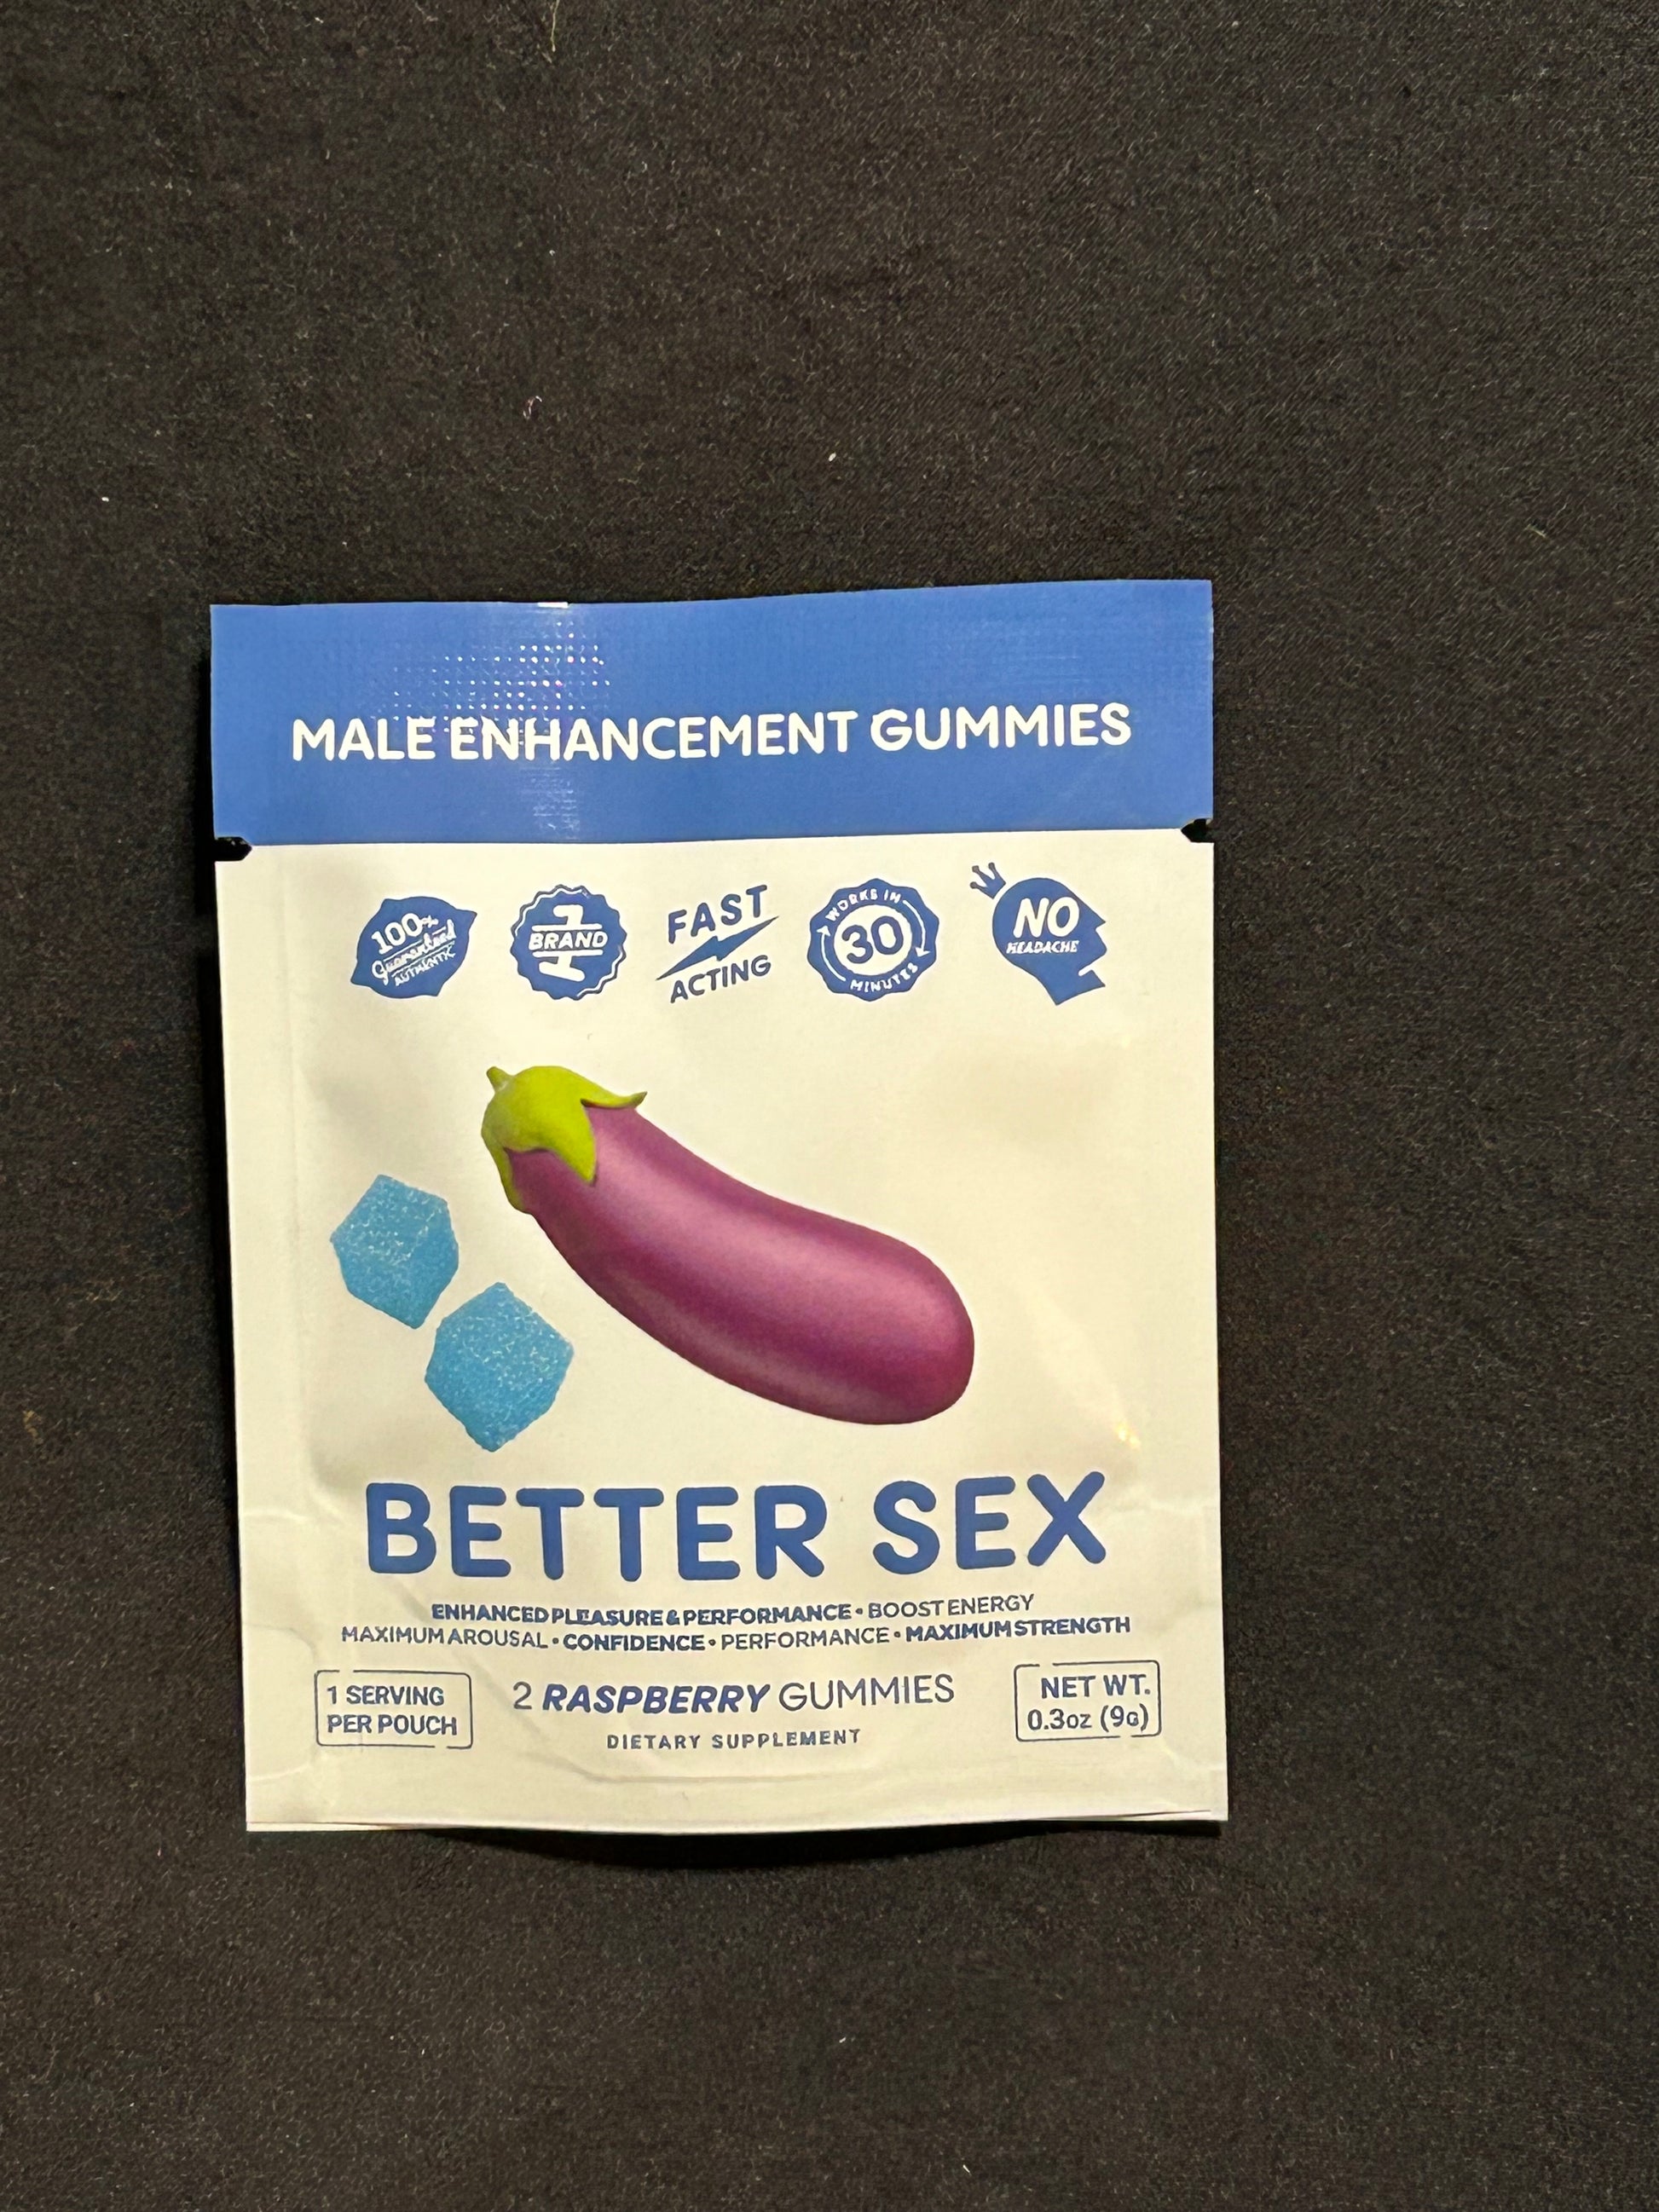 MALE ENHANCEMENT GUMMIES
100%
Guaranteed
AUTHENTIC
1
BRAND
FAST
ACTING
WORKS IN
30
MINUTES
NO
HEADACHE
BETTER SEX
ENHANCED PLEASURE & PERFORMANCE • BOOST ENERGY
MAXIMUM AROUSAL • CONFIDENCE • PERFORMANCE • MAXIMUM STRENGTH
1 SERVING
PER POUCH
2 RASPBERRY GUMMIES
DIETARY SUPPLEMENT
NET WT.
0.3oz (9G)